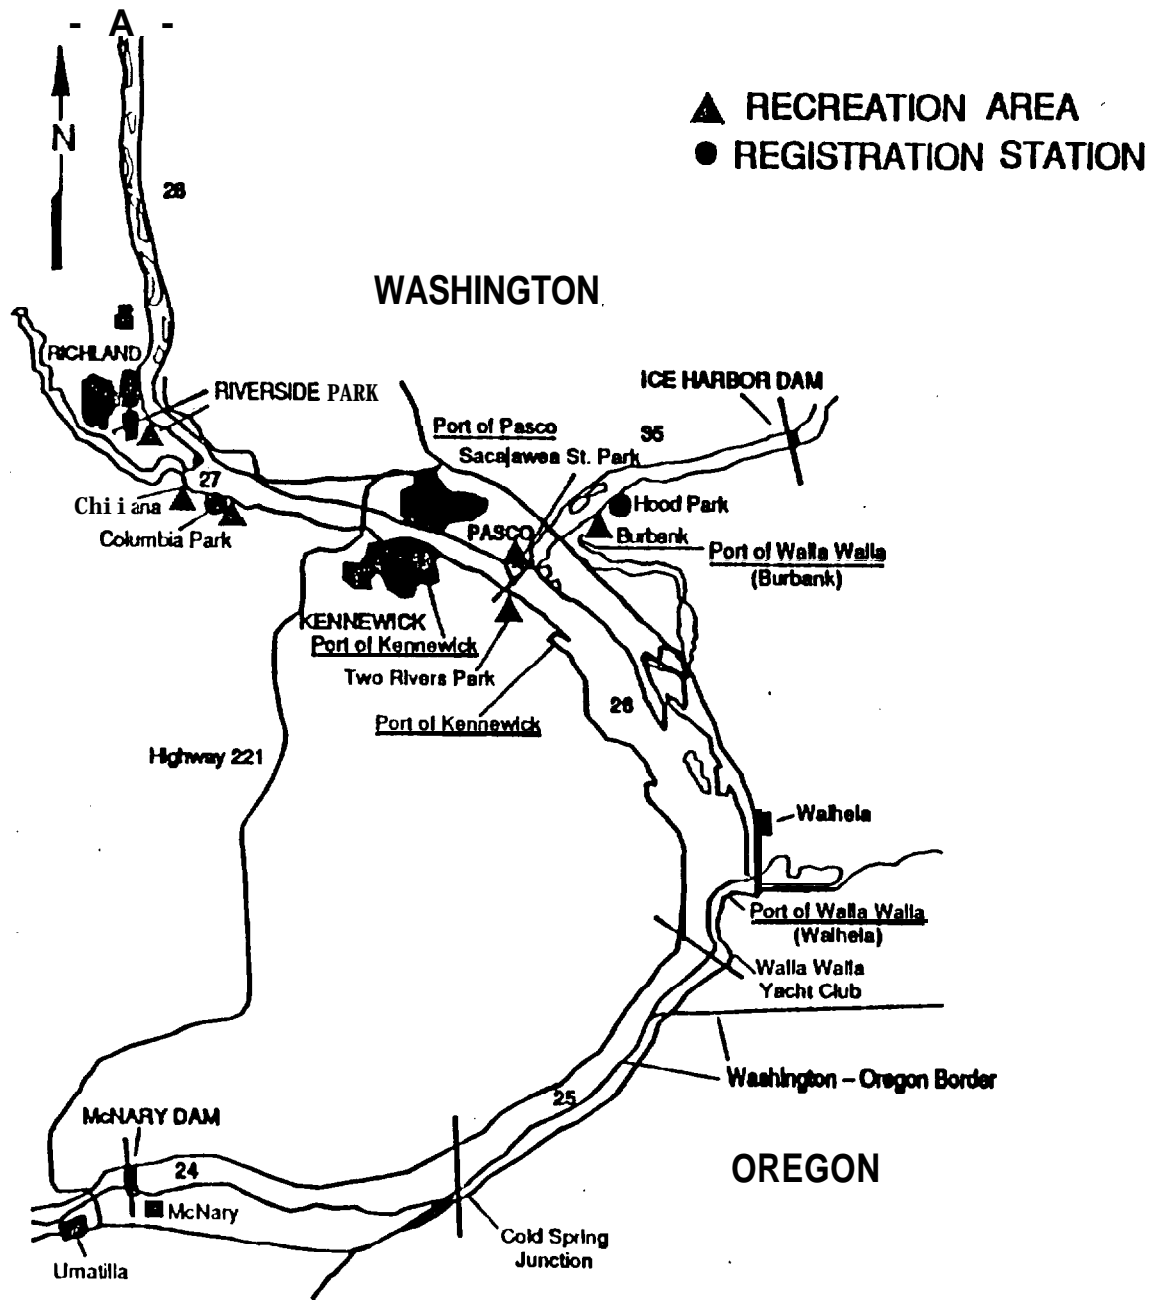 - A -
N
RECREATION AREA
REGISTRATION STATION
28
WASHINGTON
RICHLAND
RIVERSIDE PARK
ICE HARBOR DAM
Port of Pasco
35
Sacajawea St. Park
27
Chiiana
Hood Park
Columbia Park
PASCO
Burbank
Port of Walla Walla
(Burbank)
KENNEWICK
Port of Kennewick
Two Rivers Park
26
Port of Kennewick
Highway 221
Walhela
Port of Walla Walla
(Walhela)
Walla Walla
Yacht Club
Washington - Oregon Border
25
McNARY DAM
24
OREGON
McNary
Cold Spring
Junction
Umatilla